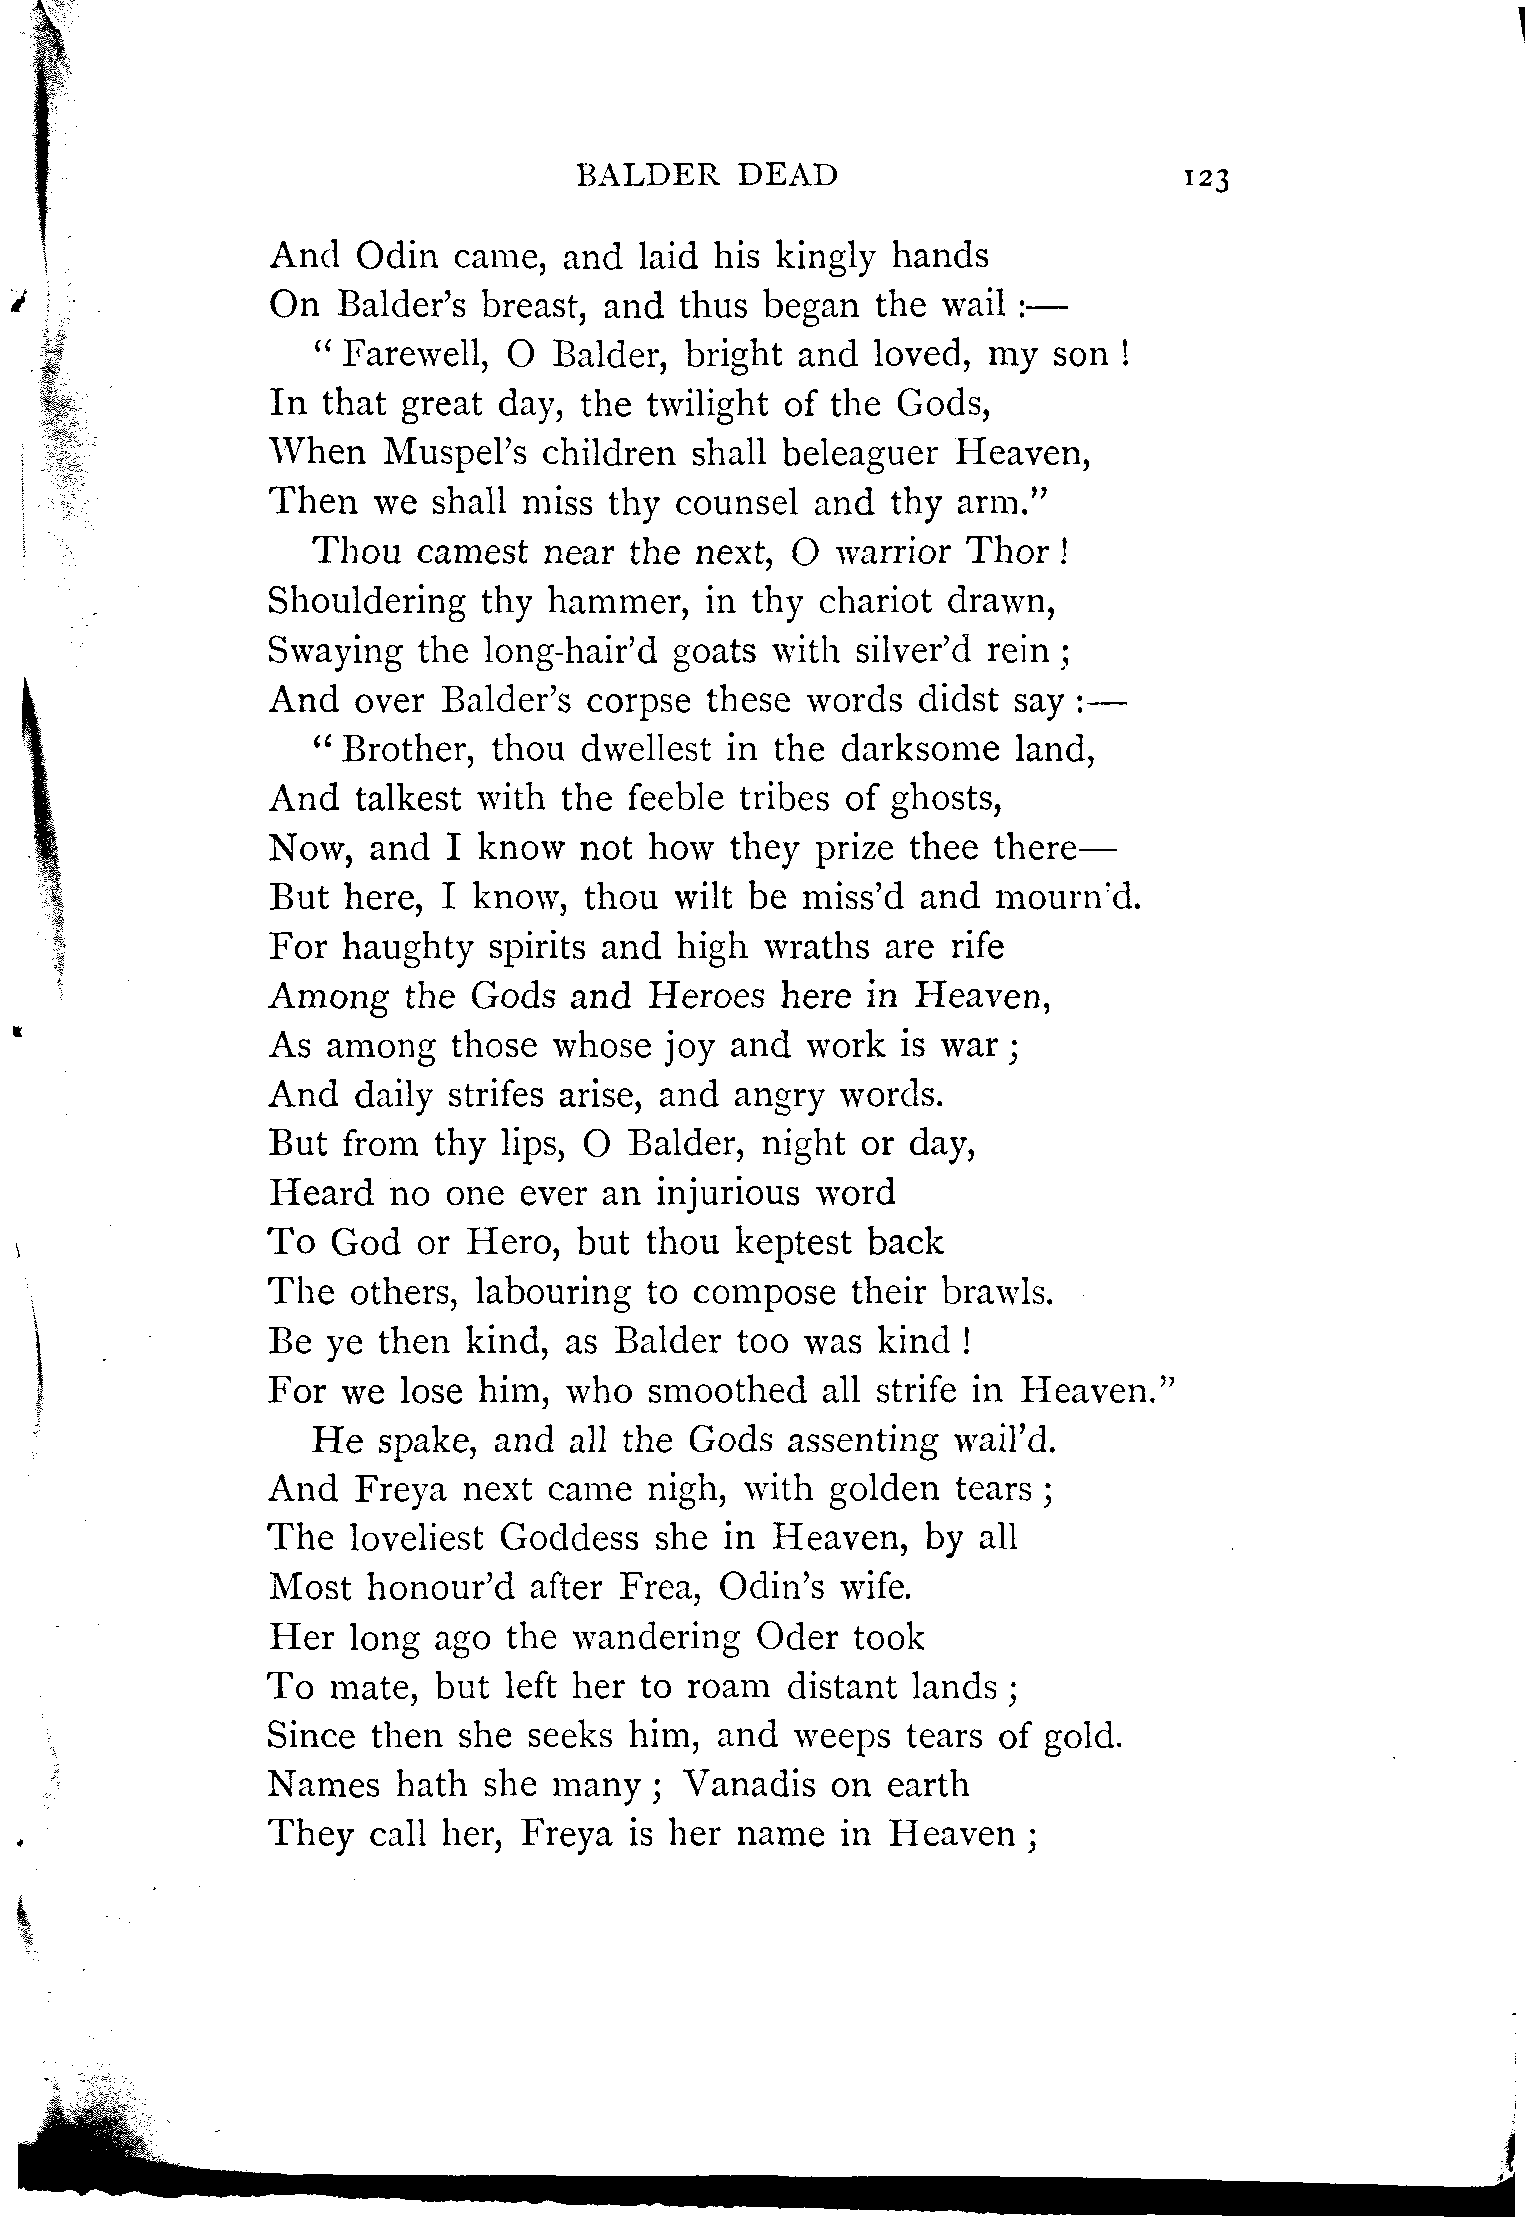 BALDER DEAD 123
And Odin came, and laid his kingly hands
On Balder's breast, and thus began the wail :—
“ Farewell, O Balder, bright and loved, my son !
In that great day, the twilight of the Gods,
When Muspel's children shall beleaguer Heaven,
Then we shall miss thy counsel and thy arm.”
Thou camest near the next, O warrior Thor !
Shouldering thy hammer, in thy chariot drawn,
Swaying the long-hair'd goats with silver'd rein ;
And over Balder's corpse these words didst say :—
“ Brother, thou dwellest in the darksome land,
And talkest with the feeble tribes of ghosts,
Now, and I know not how they prize thee there—
But here, I know, thou wilt be miss'd and mourn'd.
For haughty spirits and high wraths are rife
Among the Gods and Heroes here in Heaven,
As among those whose joy and work is war ;
And daily strifes arise, and angry words.
But from thy lips, O Balder, night or day,
Heard no one ever an injurious word
To God or Hero, but thou keptest back
The others, labouring to compose their brawls.
Be ye then kind, as Balder too was kind !
For we lose him, who smoothed all strife in Heaven.”
He spake, and all the Gods assenting wail'd.
And Freya next came nigh, with golden tears ;
The loveliest Goddess she in Heaven, by all
Most honour'd after Frea, Odin's wife.
Her long ago the wandering Oder took
To mate, but left her to roam distant lands ;
Since then she seeks him, and weeps tears of gold.
Names hath she many ; Vanadis on earth
They call her, Freya is her name in Heaven ;